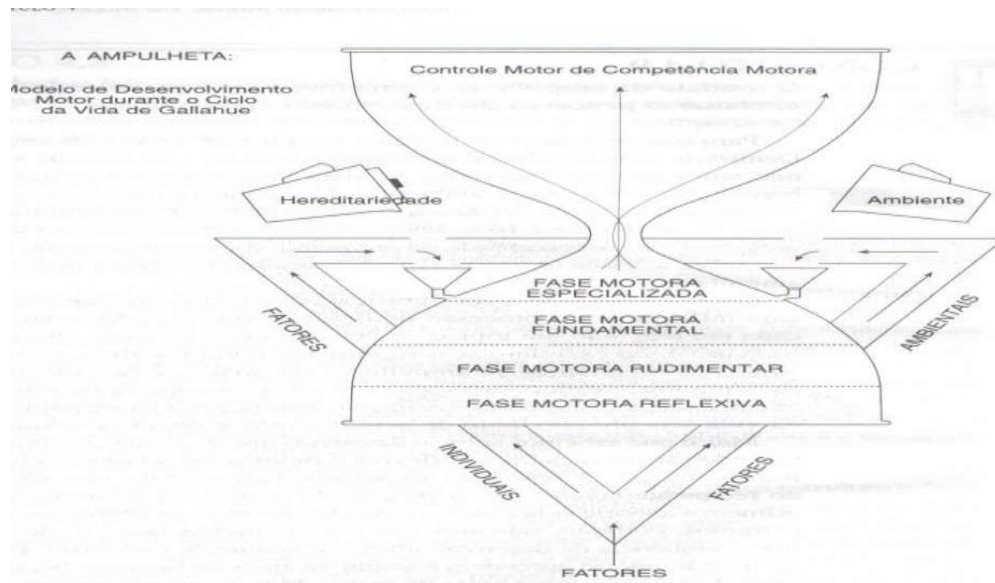 A AMPULHETA:
Modelo de Desenvolvimento
Motor durante o Ciclo
da Vida de Gallahue
Controle Motor de Competência Motora
Hereditariedade
Ambiente
FASE MOTORA
ESPECIALIZADA
FASE MOTORA
FUNDAMENTAL
FASE MOTORA RUDIMENTAR
FASE MOTORA REFLEXIVA
FATORES
AMBIENTAIS
INDIVIDUAIS
FATORES
FATORES